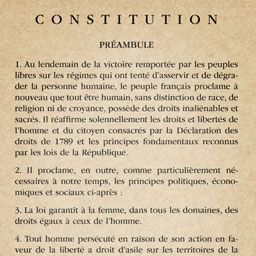 CONSTITUTION
PRÉAMBULE
1. Au lendemain de la victoire remportée par les peuples
libres sur les régimes qui ont tenté d'asservir et de dégra-
der la personne humaine, le peuple français proclame à
nouveau que tout être humain, sans distinction de race, de
religion ni de croyance, possède des droits inaliénables et
sacrés. Il réaffirme solennellement les droits et libertés de
l'homme et du citoyen consacrés par la Déclaration des
droits de 1789 et les principes fondamentaux reconnus
par les lois de la République.
2. Il proclame, en outre, comme particulièrement né-
cessaires à notre temps, les principes politiques, écono-
miques et sociaux ci-après :
3. La loi garantit à la femme, dans tous les domaines, des
droits égaux à ceux de l'homme.
4. Tout homme persécuté en raison de son action en fa-
veur de la liberté a droit d'asile sur les territoires de la